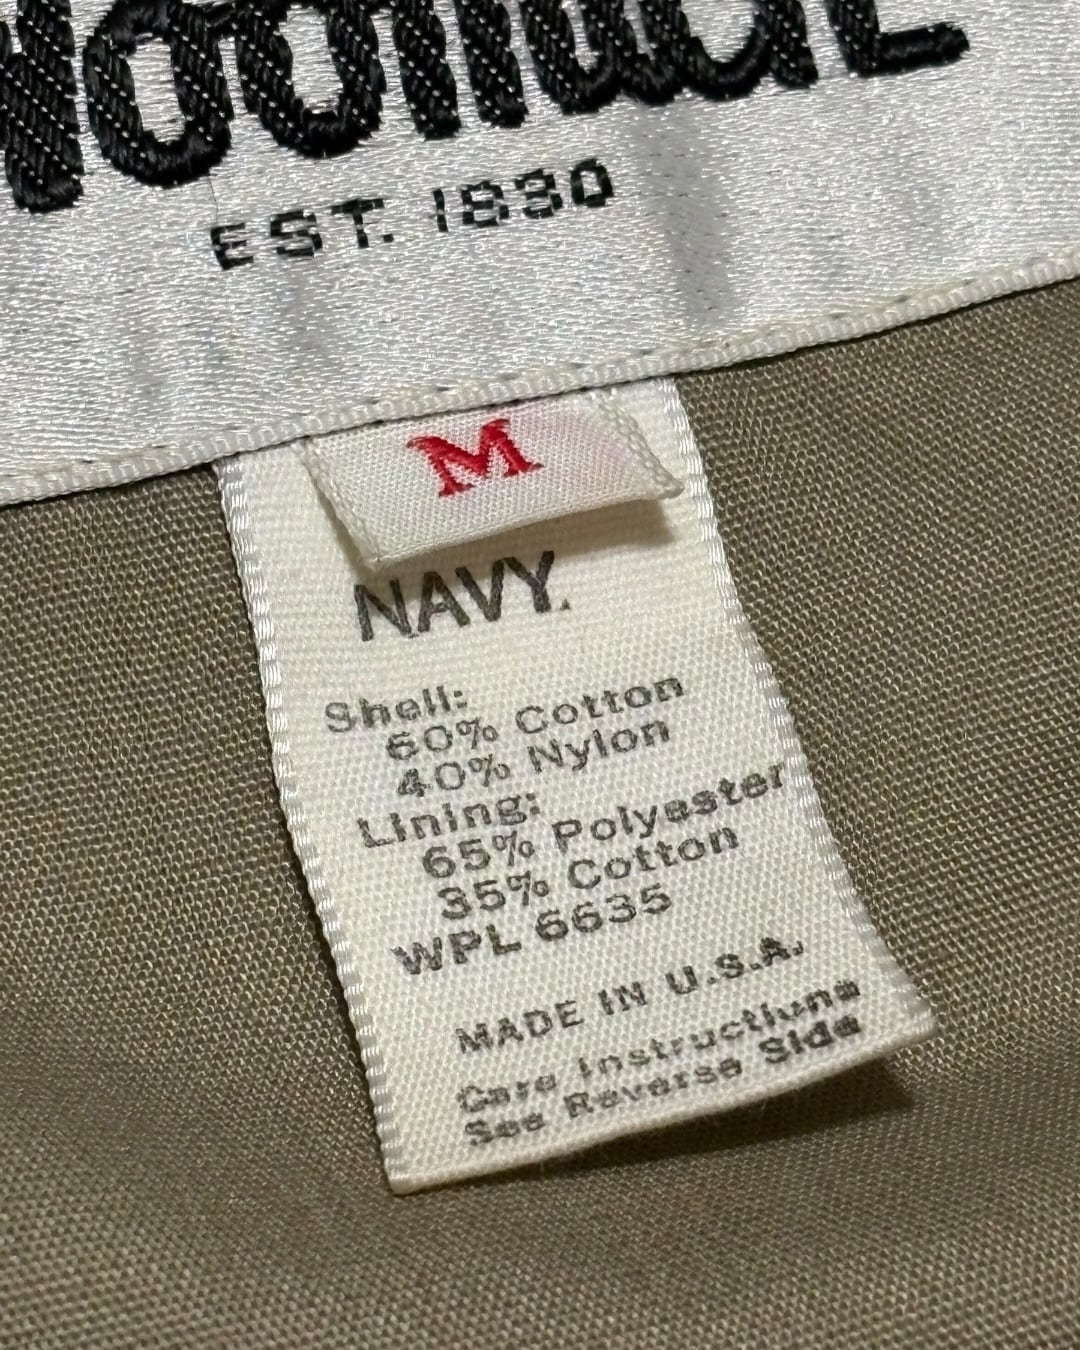 EST. 1830
M
NAVY.
Shell:
60% Cotton
40% Nylon
Lining:
65% Polyester
35% Cotton
WPL 6635
MADE IN U.S.A.
Care Instructions
See Reverse Side